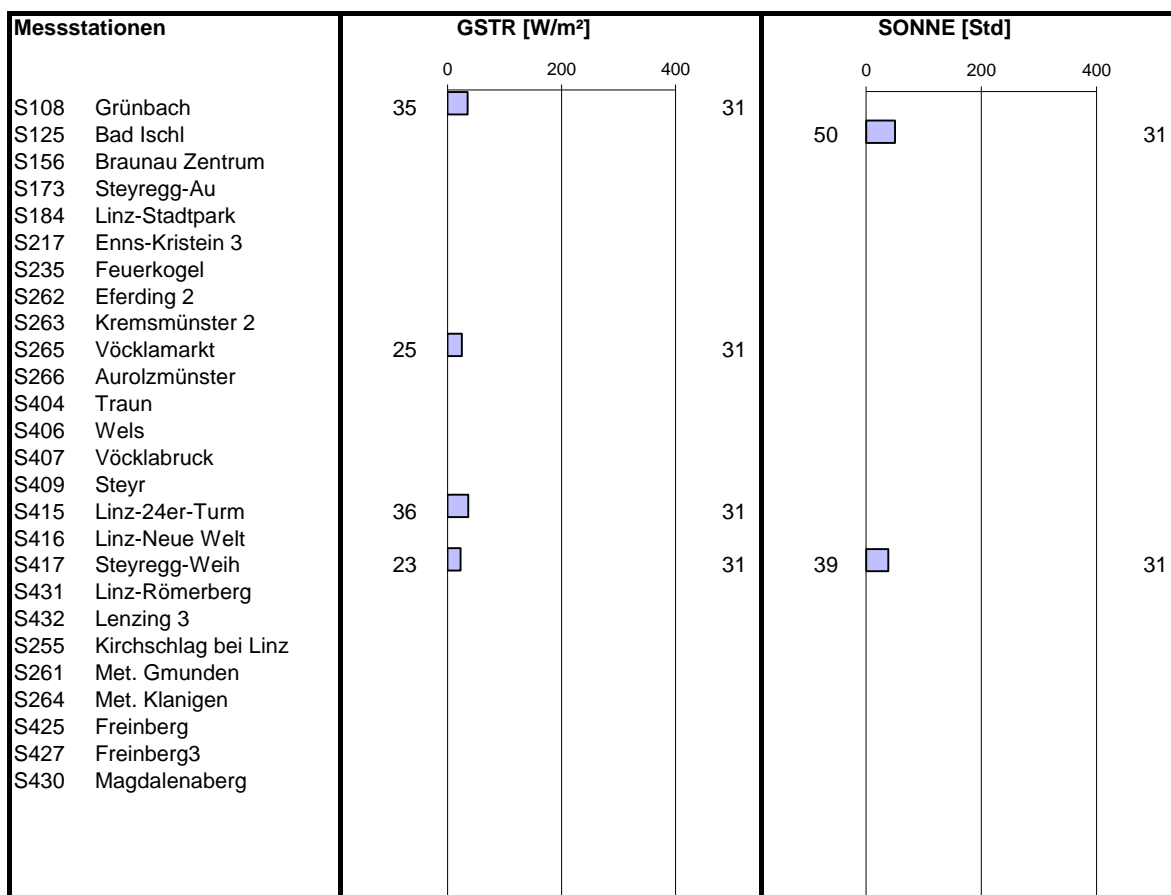 Messstationen GSTR [W/m²] SONNE [Std]
0 200 400 0 200 400
S108 Grünbach 35 31
S125 Bad Ischl 50 31
S156 Braunau Zentrum
S173 Steyregg-Au
S184 Linz-Stadtpark
S217 Enns-Kristein 3
S235 Feuerkogel
S262 Eferding 2
S263 Kremsmünster 2
S265 Vöcklamarkt 25 31
S266 Aurolzmünster
S404 Traun
S406 Wels
S407 Vöcklabruck
S409 Steyr
S415 Linz-24er-Turm 36 31
S416 Linz-Neue Welt
S417 Steyregg-Weih 23 31 39 31
S431 Linz-Römerberg
S432 Lenzing 3
S255 Kirchschlag bei Linz
S261 Met. Gmunden
S264 Met. Klanigen
S425 Freinberg
S427 Freinberg3
S430 Magdalenaberg